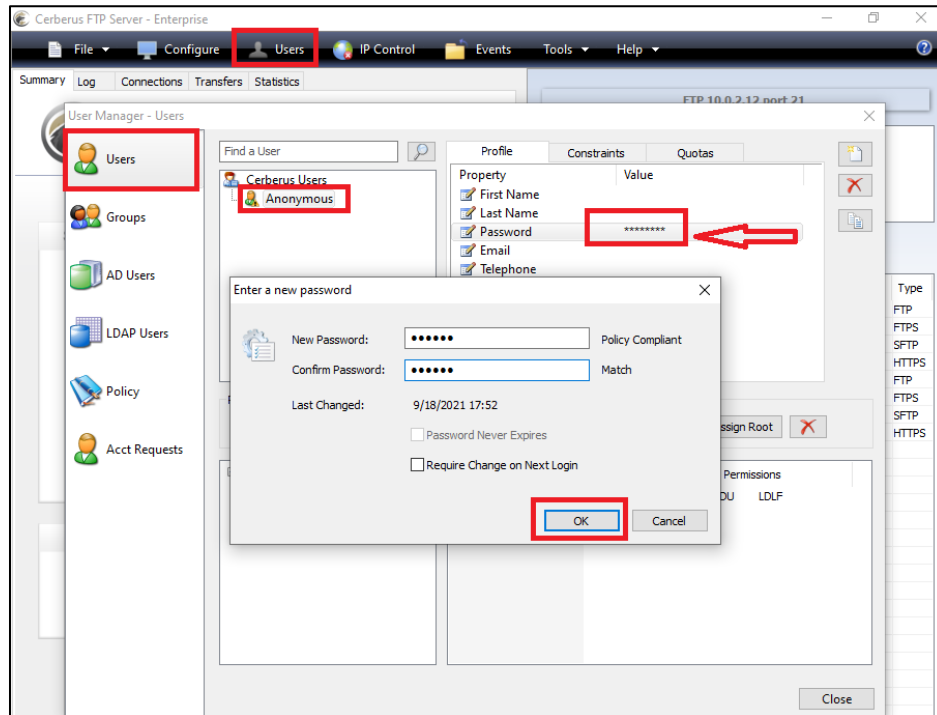 Cerberus FTP Server - Enterprise
File Configure Users IP Control Events Tools Help
Summary Log Connections Transfers Statistics
FTP 10.0.2.12 port 21
User Manager - Users
Users
Groups
AD Users
LDAP Users
Policy
Acct Requests
Find a User
Cerberus Users
Anonymous
Profile Constraints Quotas
Property Value
First Name
Last Name
Password ********
Email
Telephone
Enter a new password
New Password: •••••• Policy Compliant
Confirm Password: •••••• Match
Last Changed: 9/18/2021 17:52
Password Never Expires
Require Change on Next Login
OK Cancel
ssign Root
Permissions
DU LDLF
Close
Type
FTP
FTPS
SFTP
HTTPS
FTP
FTPS
SFTP
HTTPS